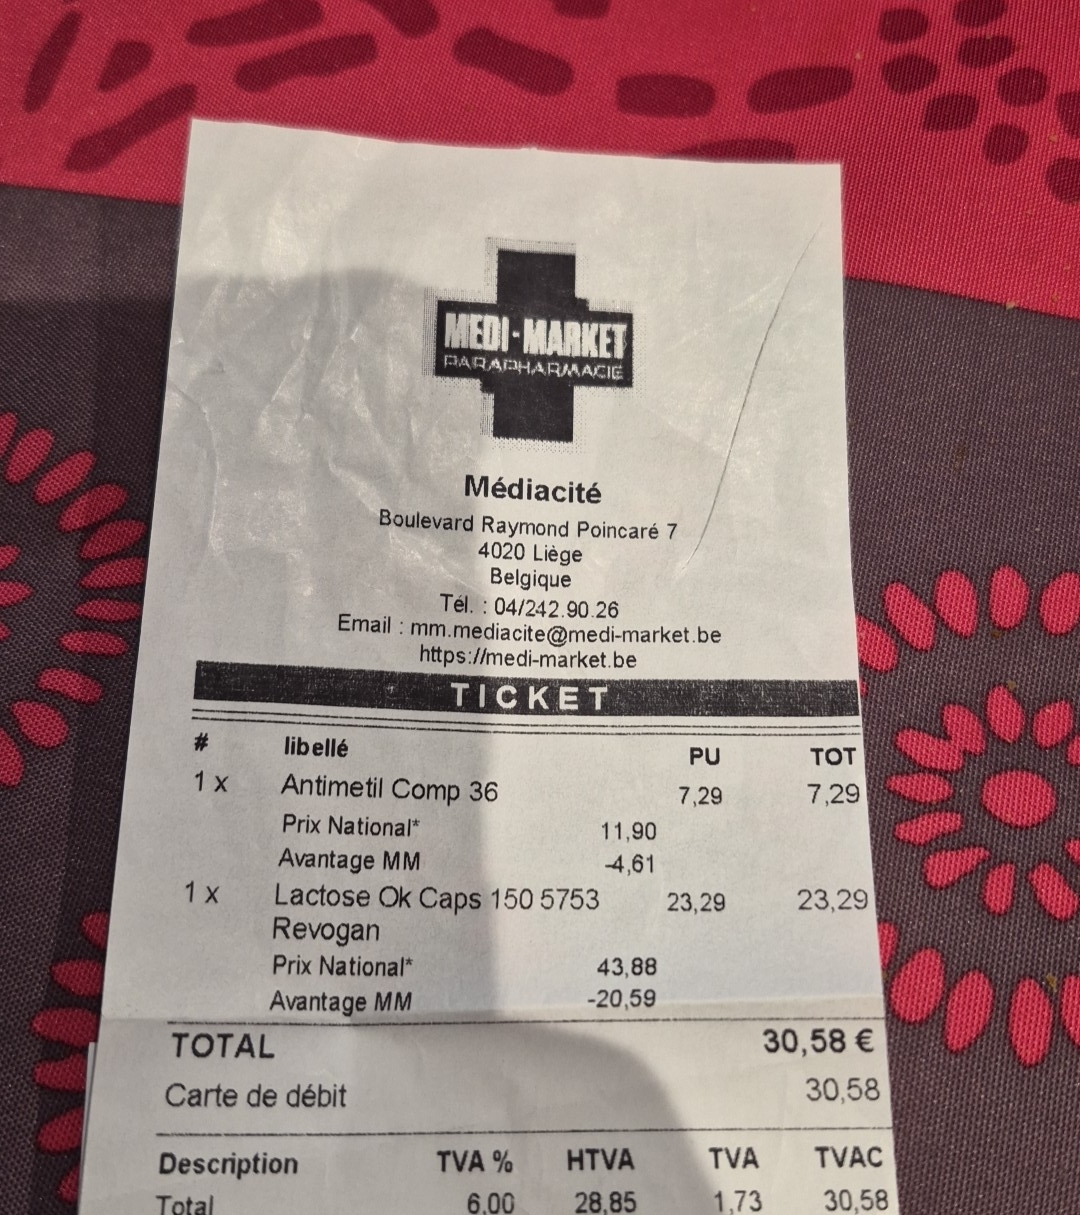 MEDI-MARKET
PARAPHARMACIE
Médiacité
Boulevard Raymond Poincaré 7
4020 Liège
Belgique
Tél. : 04/242.90.26
Email : mm.mediacite@medi-market.be
https://medi-market.be
TICKET
# libellé PU TOT
1 x Antimetil Comp 36 7,29 7,29
Prix National* 11,90
Avantage MM -4,61
1 x Lactose Ok Caps 150 5753 23,29 23,29
Revogan
Prix National* 43,88
Avantage MM -20,59
TOTAL 30,58 €
Carte de débit 30,58
Description TVA % HTVA TVA TVAC
Total 6,00 28,85 1,73 30,58